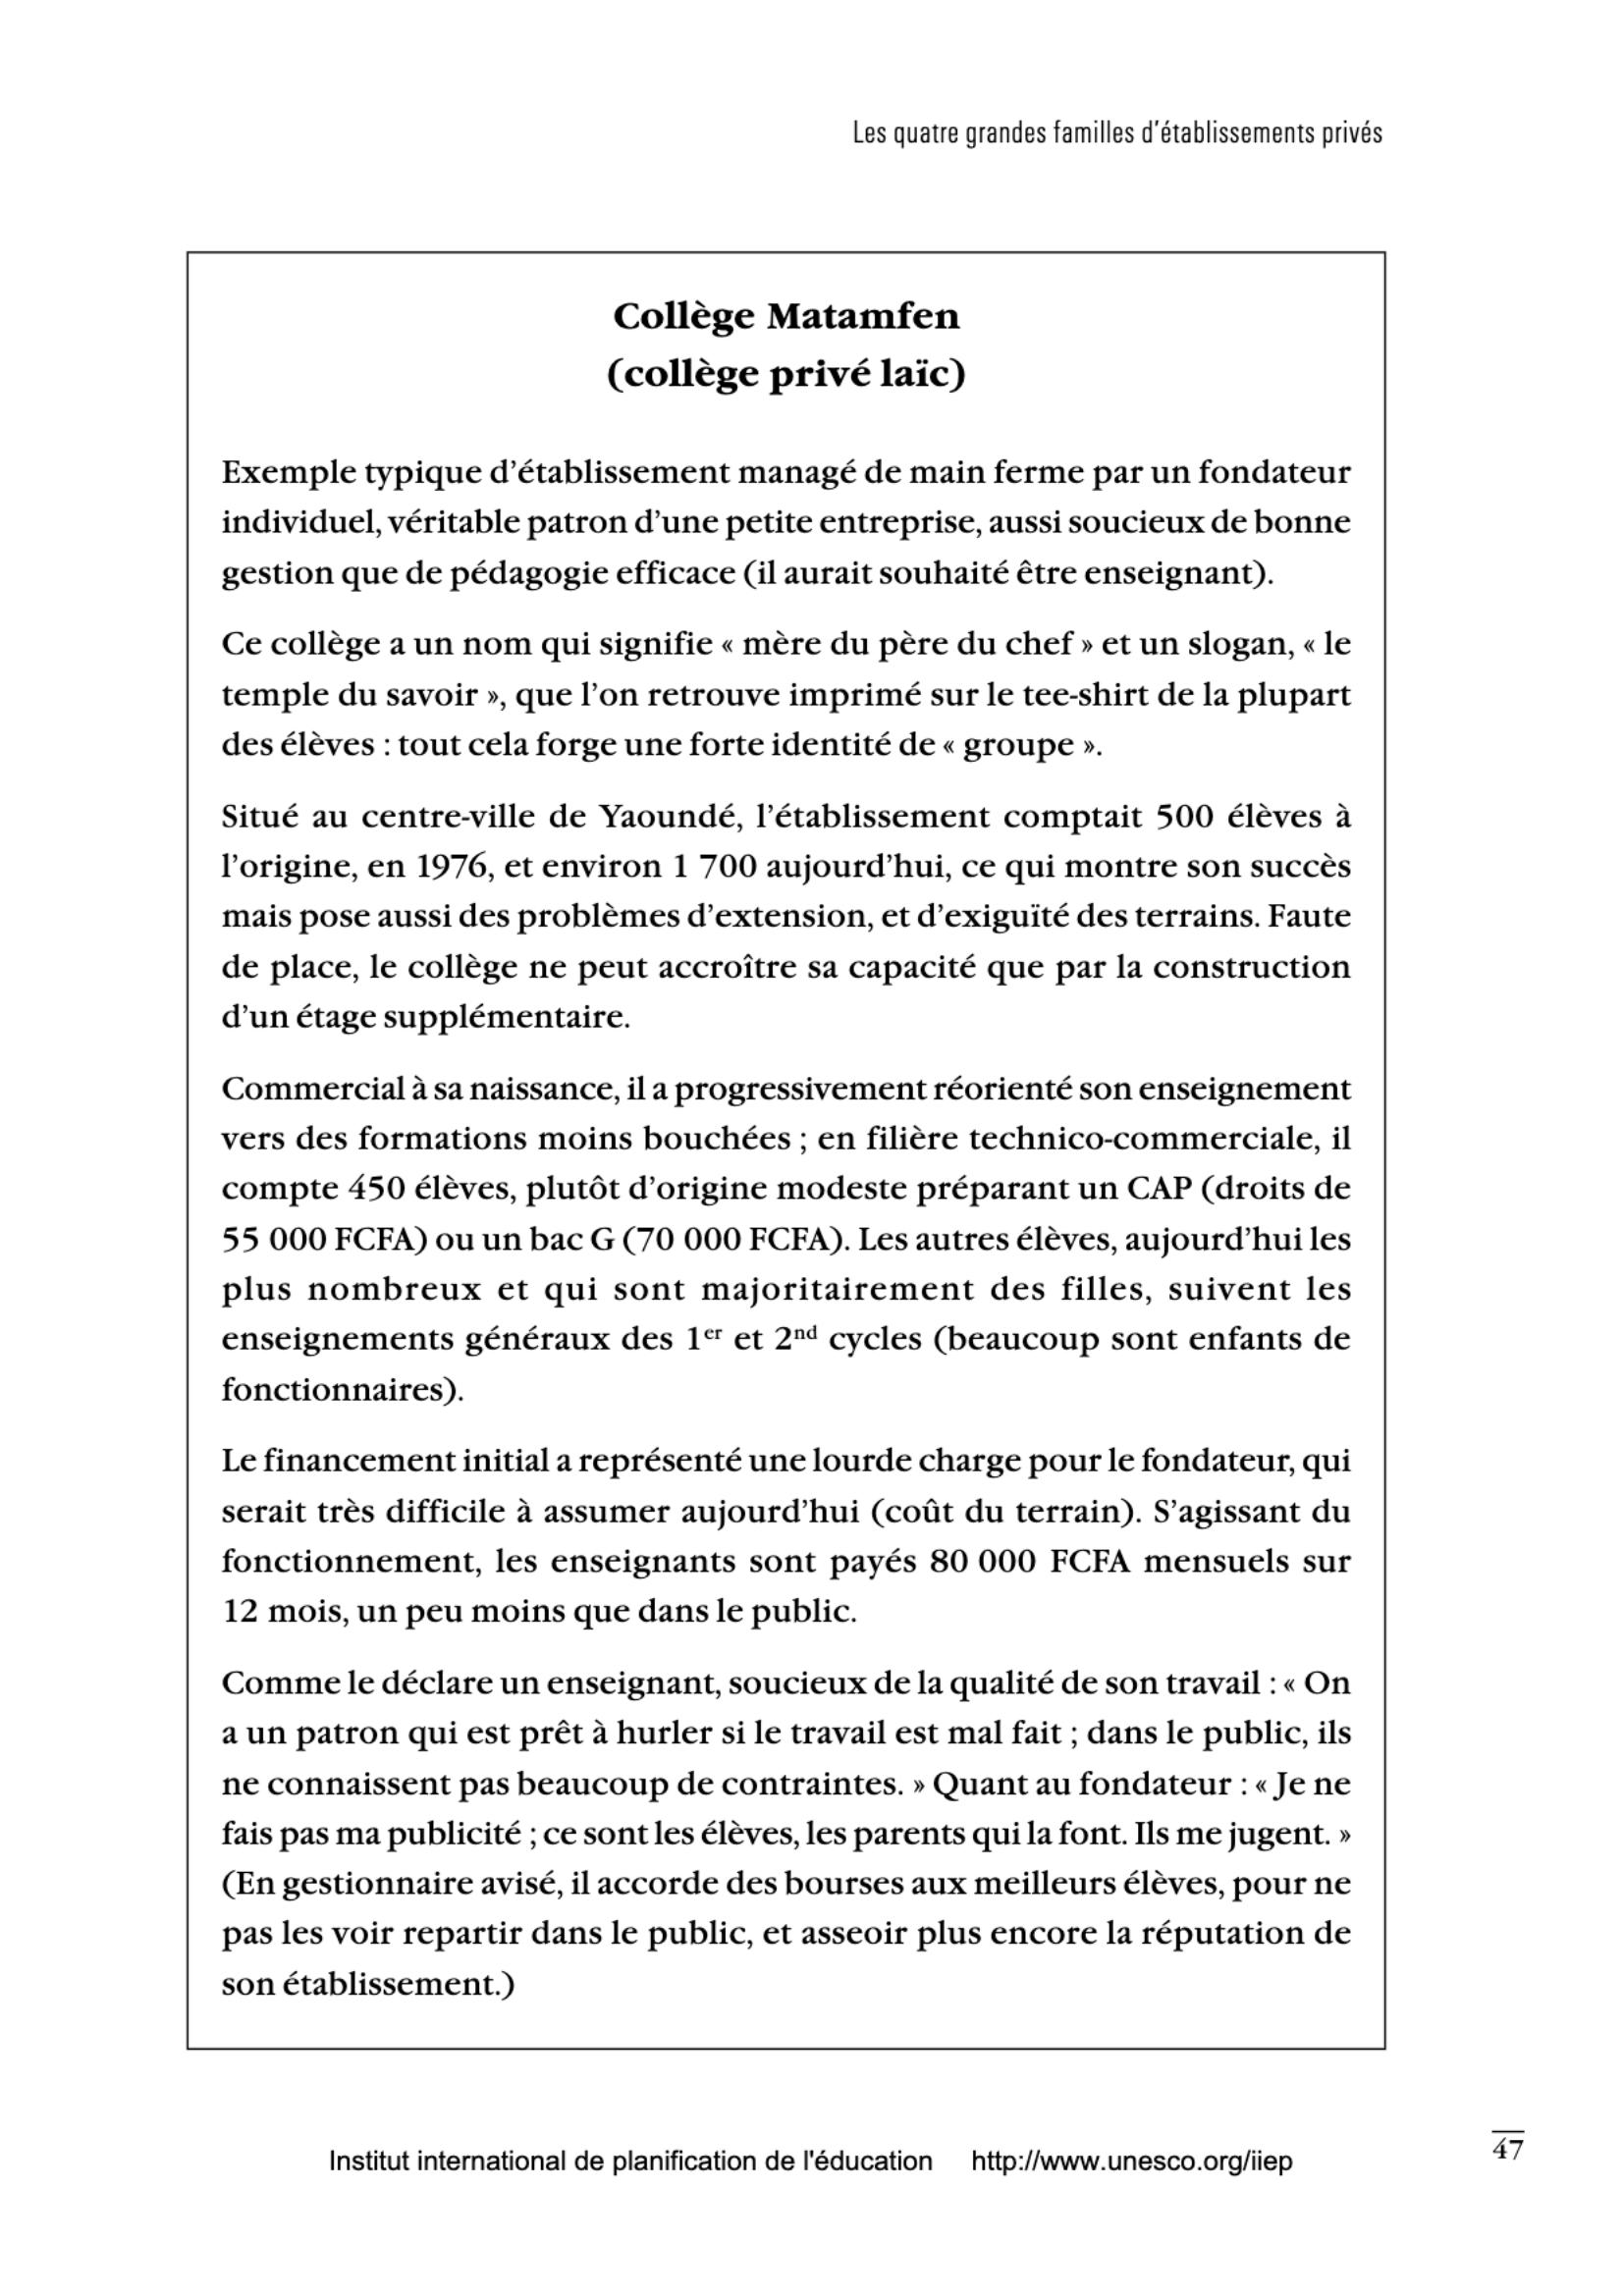 Les quatre grandes familles d'établissements privés
Collège Matamfen
(collège privé laïc)
Exemple typique d'établissement managé de main ferme par un fondateur
individuel, véritable patron d'une petite entreprise, aussi soucieux de bonne
gestion que de pédagogie efficace (il aurait souhaité être enseignant).
Ce collège a un nom qui signifie « mère du père du chef » et un slogan, « le
temple du savoir », que l'on retrouve imprimé sur le tee-shirt de la plupart
des élèves : tout cela forge une forte identité de « groupe ».
Situé au centre-ville de Yaoundé, l'établissement comptait 500 élèves à
l'origine, en 1976, et environ 1 700 aujourd'hui, ce qui montre son succès
mais pose aussi des problèmes d'extension, et d'exiguïté des terrains. Faute
de place, le collège ne peut accroître sa capacité que par la construction
d'un étage supplémentaire.
Commercial à sa naissance, il a progressivement réorienté son enseignement
vers des formations moins bouchées ; en filière technico-commerciale, il
compte 450 élèves, plutôt d'origine modeste préparant un CAP (droits de
55 000 FCFA) ou un bac G (70 000 FCFA). Les autres élèves, aujourd'hui les
plus nombreux et qui sont majoritairement des filles, suivent les
enseignements généraux des 1er et 2nd cycles (beaucoup sont enfants de
fonctionnaires).
Le financement initial a représenté une lourde charge pour le fondateur, qui
serait très difficile à assumer aujourd'hui (coût du terrain). S'agissant du
fonctionnement, les enseignants sont payés 80 000 FCFA mensuels sur
12 mois, un peu moins que dans le public.
Comme le déclare un enseignant, soucieux de la qualité de son travail : « On
a un patron qui est prêt à hurler si le travail est mal fait ; dans le public, ils
ne connaissent pas beaucoup de contraintes. » Quant au fondateur : « Je ne
fais pas ma publicité ; ce sont les élèves, les parents qui la font. Ils me jugent. »
(En gestionnaire avisé, il accorde des bourses aux meilleurs élèves, pour ne
pas les voir repartir dans le public, et asseoir plus encore la réputation de
son établissement.)
47
Institut international de planification de l'éducation http://www.unesco.org/iiep